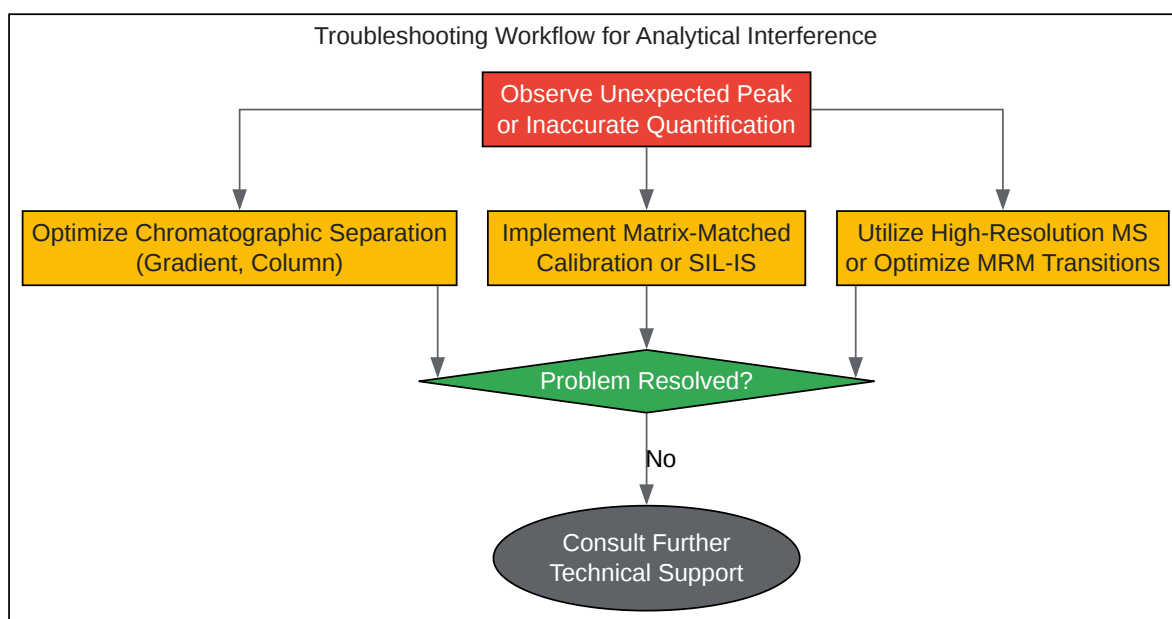 Troubleshooting Workflow for Analytical Interference
Observe Unexpected Peak
or Inaccurate Quantification
Optimize Chromatographic Separation
(Gradient, Column)
Implement Matrix-Matched
Calibration or SIL-IS
Utilize High-Resolution MS
or Optimize MRM Transitions
Problem Resolved?
No
Consult Further
Technical Support